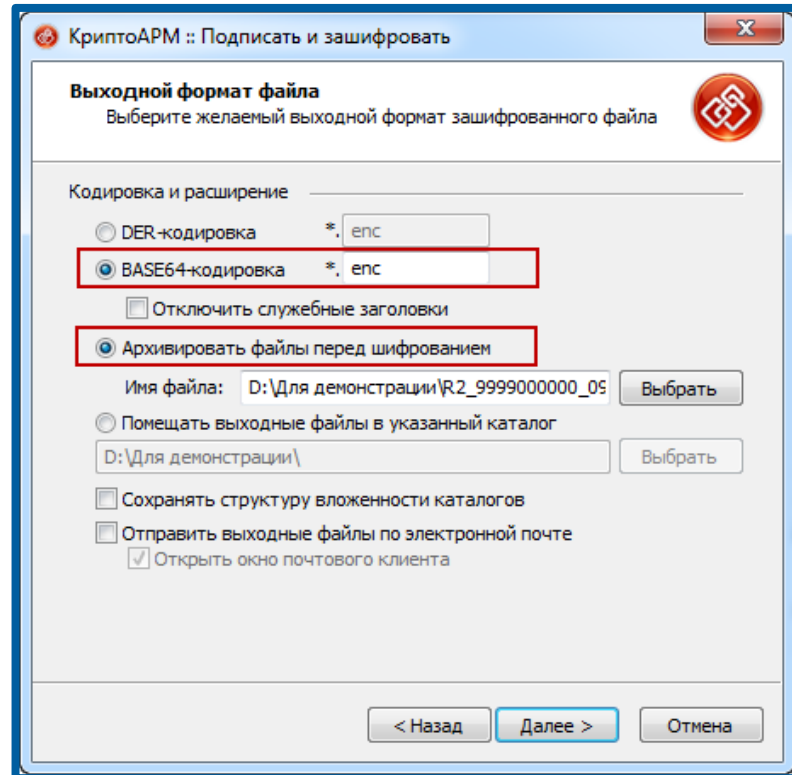 КриптоАРМ :: Подписать и зашифровать
Выходной формат файла
Выберите желаемый выходной формат зашифрованного файла
Кодировка и расширение
DER-кодировка *. enc
BASE64-кодировка *. enc
Отключить служебные заголовки
Архивировать файлы перед шифрованием
Имя файла: D:\Для демонстрации\R2_9999000000_09 Выбрать
Помещать выходные файлы в указанный каталог
D:\Для демонстрации\ Выбрать
Сохранять структуру вложенности каталогов
Отправить выходные файлы по электронной почте
Открыть окно почтового клиента
< Назад Далее > Отмена